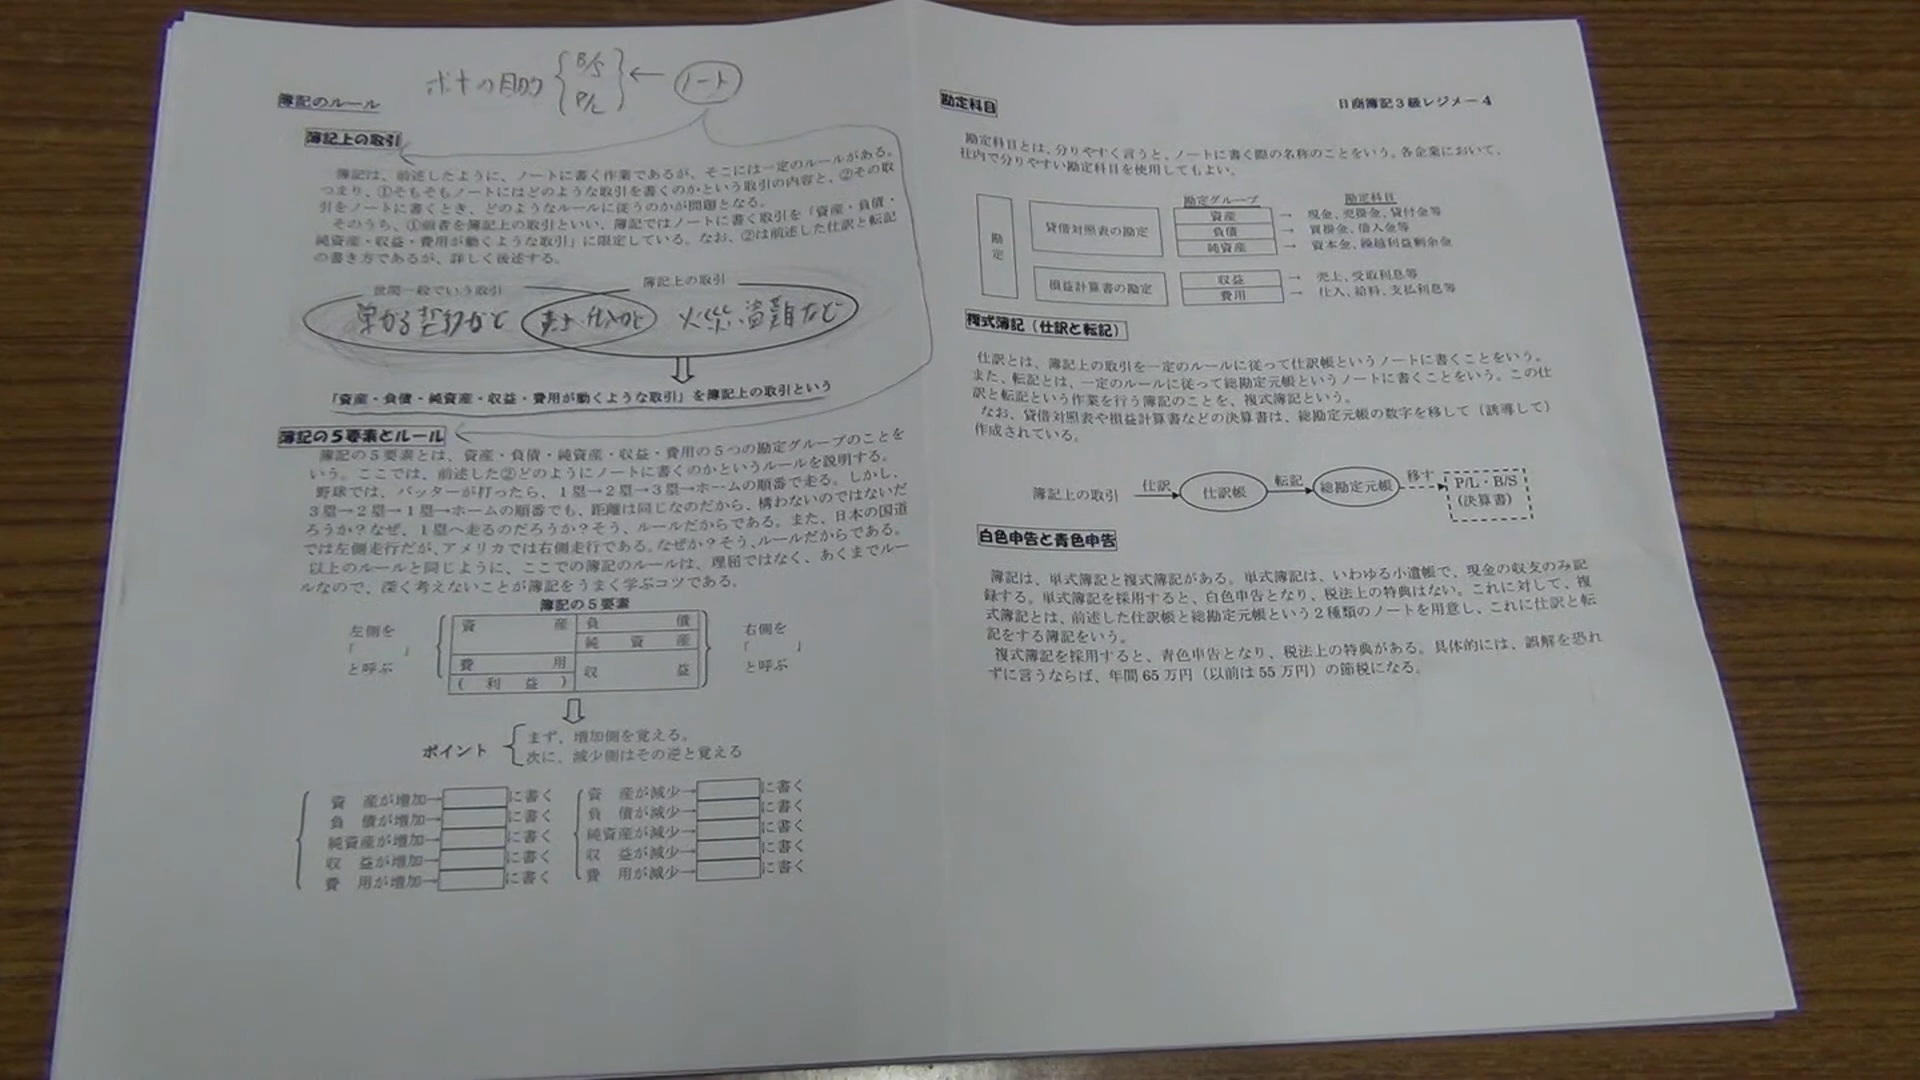 ボキの目的 { B/S P/L } ← ノート
簿記のルール
簿記上の取引
簿記は、前述したように、ノートに書く作業であるが、そこには一定のルールがある。
つまり、①そもそもノートにはどのような取引を書くのかという取引の内容と、②その取
引をノートに書くとき、どのようなルールに従うのかが問題となる。
そのうち、①前者を簿記上の取引といい、簿記ではノートに書く取引を「資産・負債・
純資産・収益・費用が動くような取引」に限定している。なお、②は前述した仕訳と転記
の書き方であるが、詳しく後述する。
世間一般でいう取引
簿記上の取引
単なる契約など
売上、仕入など
火災、盗難など
「資産・負債・純資産・収益・費用が動くような取引」を簿記上の取引という
簿記の5要素とルール
簿記の5要素とは、資産・負債・純資産・収益・費用の5つの勘定グループのことを
いう。ここでは、前述した②どのようにノートに書くのかというルールを説明する。
野球では、バッターが打ったら、1塁→2塁→3塁→ホームの順番で走る。しかし、
3塁→2塁→1塁→ホームの順番でも、距離は同じなのだから、構わないのではないだ
ろうか？なぜ、1塁へ走るのだろうか？そう、ルールだからである。また、日本の国道
では左側走行だが、アメリカでは右側走行である。なぜか？そう、ルールだからである。
以上のルールと同じように、ここでの簿記のルールは、理屈ではなく、あくまでルー
ルなので、深く考えないことが簿記をうまく学ぶコツである。
簿記の5要素
左側を
「　　　」
と呼ぶ
資　産
負　債
純　資　産
費　用
収　益
(　利　益　)
右側を
「　　　」
と呼ぶ
ポイント
まず、増加側を覚える。
次に、減少側はその逆と覚える
資　産が増加→　　に書く
負　債が増加→　　に書く
純資産が増加→　　に書く
収　益が増加→　　に書く
費　用が増加→　　に書く
資　産が減少→　　に書く
負　債が減少→　　に書く
純資産が減少→　　に書く
収　益が減少→　　に書く
費　用が減少→　　に書く
日商簿記3級レジメー4
勘定科目
勘定科目とは、分りやすく言うと、ノートに書く際の名称のことをいう。各企業において、
社内で分りやすい勘定科目を使用してもよい。
勘定グループ　勘定科目
勘定
貸借対照表の勘定
資産 → 現金、売掛金、貸付金等
負債 → 買掛金、借入金等
純資産 → 資本金、繰越利益剰余金
損益計算書の勘定
収益 → 売上、受取利息等
費用 → 仕入、給料、支払利息等
複式簿記（仕訳と転記）
仕訳とは、簿記上の取引を一定のルールに従って仕訳帳というノートに書くことをいう。
また、転記とは、一定のルールに従って総勘定元帳というノートに書くことをいう。この仕
訳と転記という作業を行う簿記のことを、複式簿記という。
なお、貸借対照表や損益計算書などの決算書は、総勘定元帳の数字を移して（誘導して）
作成されている。
簿記上の取引 仕訳 仕訳帳 転記 総勘定元帳 移す P/L・B/S
(決算書)
白色申告と青色申告
簿記は、単式簿記と複式簿記がある。単式簿記は、いわゆる小遣帳で、現金の収支のみ記
録する。単式簿記を採用すると、白色申告となり、税法上の特典はない。これに対して、複
式簿記とは、前述した仕訳帳と総勘定元帳という2種類のノートを用意し、これに仕訳と転
記をする簿記をいう。
複式簿記を採用すると、青色申告となり、税法上の特典がある。具体的には、誤解を恐れ
ずに言うならば、年間65万円（以前は55万円）の節税になる。